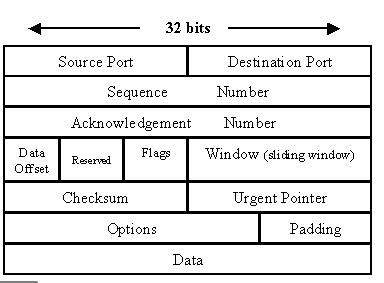 32 bits
Source Port Destination Port
Sequence Number
Acknowledgement Number
Data Offset Reserved Flags Window (sliding window)
Checksum Urgent Pointer
Options Padding
Data